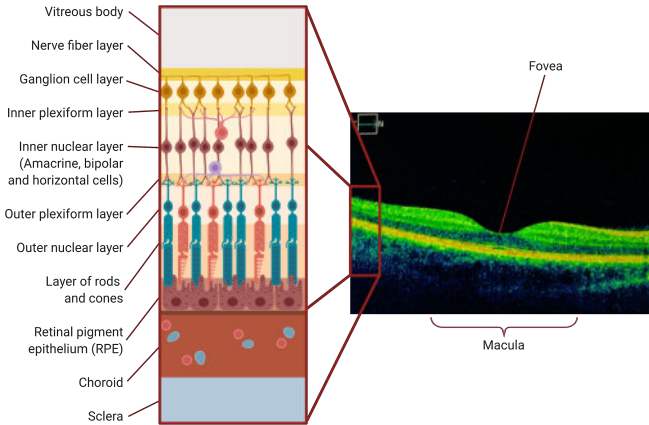 Vitreous body
Nerve fiber layer
Ganglion cell layer
Inner plexiform layer
Inner nuclear layer
(Amacrine, bipolar
and horizontal cells)
Outer plexiform layer
Outer nuclear layer
Layer of rods
and cones
Retinal pigment
epithelium (RPE)
Choroid
Sclera
Fovea
N
Macula